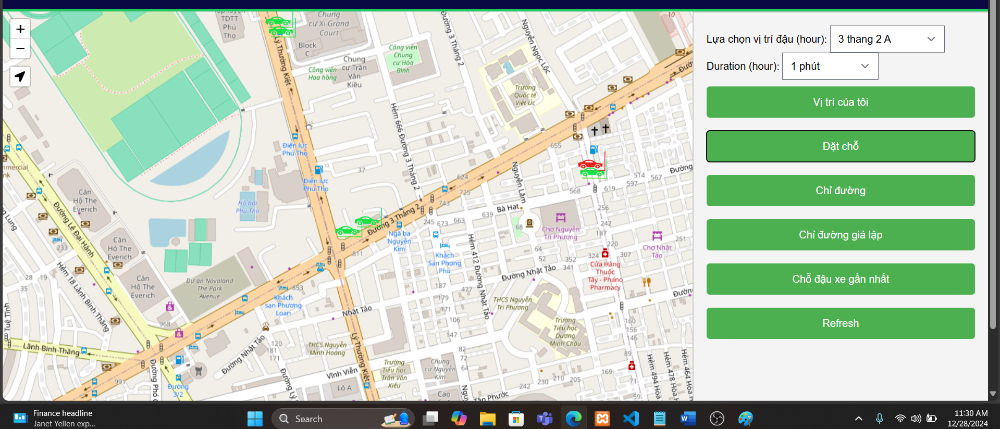 +
−
TDTT
Phú
Thọ
Chung
cư Xi Grand
Court
Block
C
Chung
cư Trần
Văn
Kiều
Công viên
Chung
cư Hòa
Bình
Công viên
Hoa hồng
Lý Thường Kiệt
Đường 3 Tháng 2
Nguyễn Ngọc Lộc
10
Trường
Quốc tế
Việt Úc
Hẻm 666 Đường 3 Tháng 2
Điện lực
Phú Thọ
Điện lực
Phú Thọ
37
655
624
725
743
Nguyễn Lâm
514
567
597
Đường
568
619
256
242
187
220
Hồ bơi
Phú Thọ
Căn
Hộ The
Everich
Căn
Hộ The
Everich
Căn
Hộ The
Everich
Đường Lê Đại Hành
233
28
19
35
Hẻm 18 Lãnh Binh Thăng
Dự án Novaland
The Park
Avenue
Đường 3 Tháng 2
Ngã ba
Nguyễn
Kim
245
673
663
639
Bà Hạt
68
Chợ Nguyễn
Tri Phương
Chợ Nhật
Tảo
251
811
Khách
Sạn Phong
Phú
Hẻm 412 Đường Nhật Tảo
64
52
352
341
324
307
Cửa Hàng
Thuốc
Tây - Phano
Pharmacy
Đường Nhật Tảo
853
Khách
sạn Phương
Loan
187
477
179
171
106
147
THCS Nguyễn
Tri Phương
Trường
Tiểu học
Dương
Minh Châu
160
156
146
Nhật Tảo
968
Lãnh Binh Thăng
Đường Nhật Tảo
120
181
171
THCS Nguyễn
Minh Hoàng
Lý Thường Kiệt
82
72
64
89
169
71
Vĩnh Viễn
Lô A
Trường
Tiểu học
Trần Văn
Kiểu
Chung
cư Nguyễn
Kim
Cao
242
230
210
205
Tân Phước
991
Đường
3/2
Hẻm 494 Hòa
Hẻm 478 Hòa H
Hẻm 464 Hòa H
Lựa chọn vị trí đậu (hour): 3 thang 2 A
Duration (hour): 1 phút
Vị trí của tôi
Đặt chỗ
Chỉ đường
Chỉ đường giả lập
Chỗ đậu xe gần nhất
Refresh
Finance headline
Janet Yellen exp...
Search
11:30 AM
12/28/2024